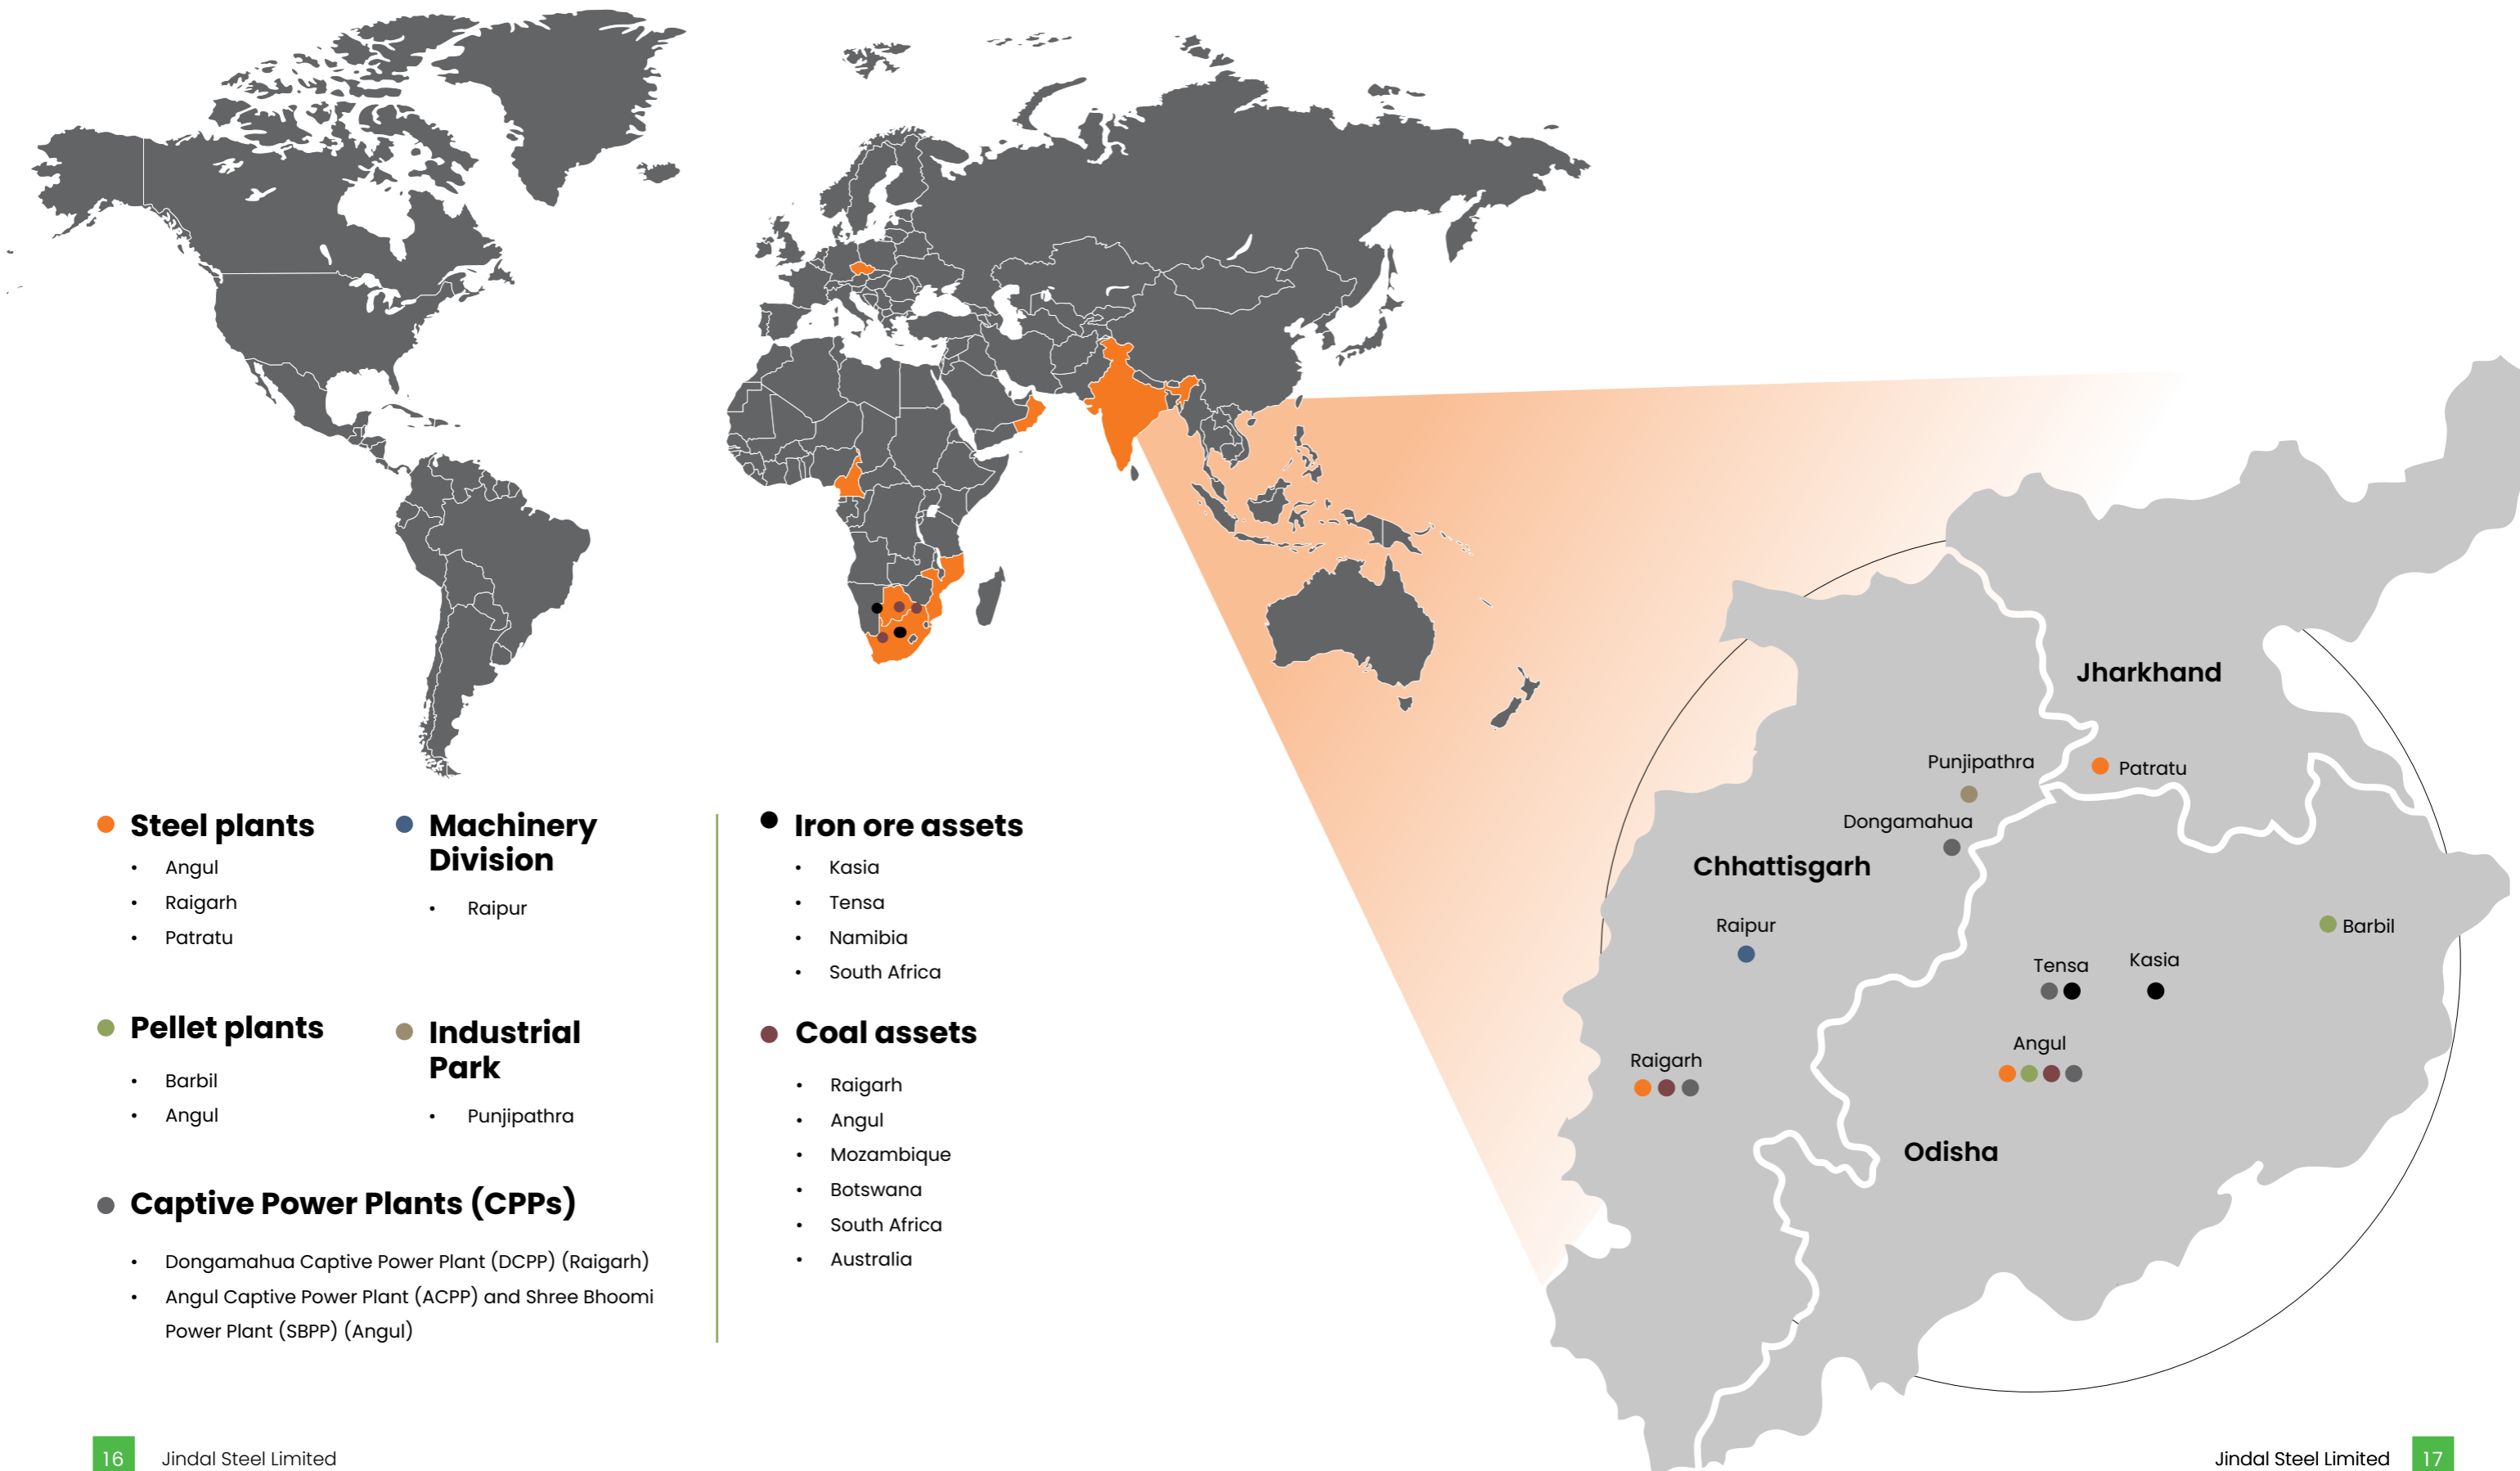 Steel plants
• Angul
• Raigarh
• Patratu
Machinery
Division
• Raipur
Pellet plants
• Barbil
• Angul
Industrial
Park
• Punjipathra
Captive Power Plants (CPPs)
• Dongamahua Captive Power Plant (DCPP) (Raigarh)
• Angul Captive Power Plant (ACPP) and Shree Bhoomi
Power Plant (SBPP) (Angul)
Iron ore assets
• Kasia
• Tensa
• Namibia
• South Africa
Coal assets
• Raigarh
• Angul
• Mozambique
• Botswana
• South Africa
• Australia
Jharkhand
Punjipathra
Patratu
Dongamahua
Chhattisgarh
Raipur
Barbil
Tensa
Kasia
Angul
Raigarh
Odisha
16 Jindal Steel Limited
Jindal Steel Limited 17